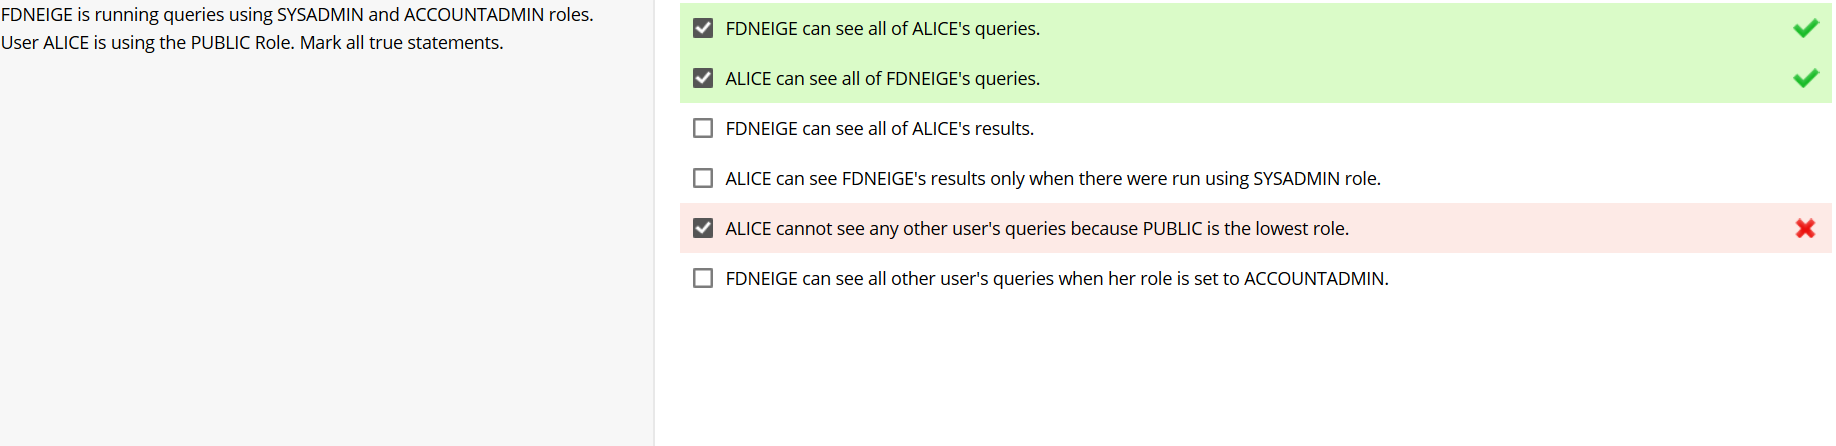 FDNEIGE is running queries using SYSADMIN and ACCOUNTADMIN roles.
User ALICE is using the PUBLIC Role. Mark all true statements.
FDNEIGE can see all of ALICE's queries.
ALICE can see all of FDNEIGE's queries.
FDNEIGE can see all of ALICE's results.
ALICE can see FDNEIGE's results only when there were run using SYSADMIN role.
ALICE cannot see any other user's queries because PUBLIC is the lowest role.
FDNEIGE can see all other user's queries when her role is set to ACCOUNTADMIN.